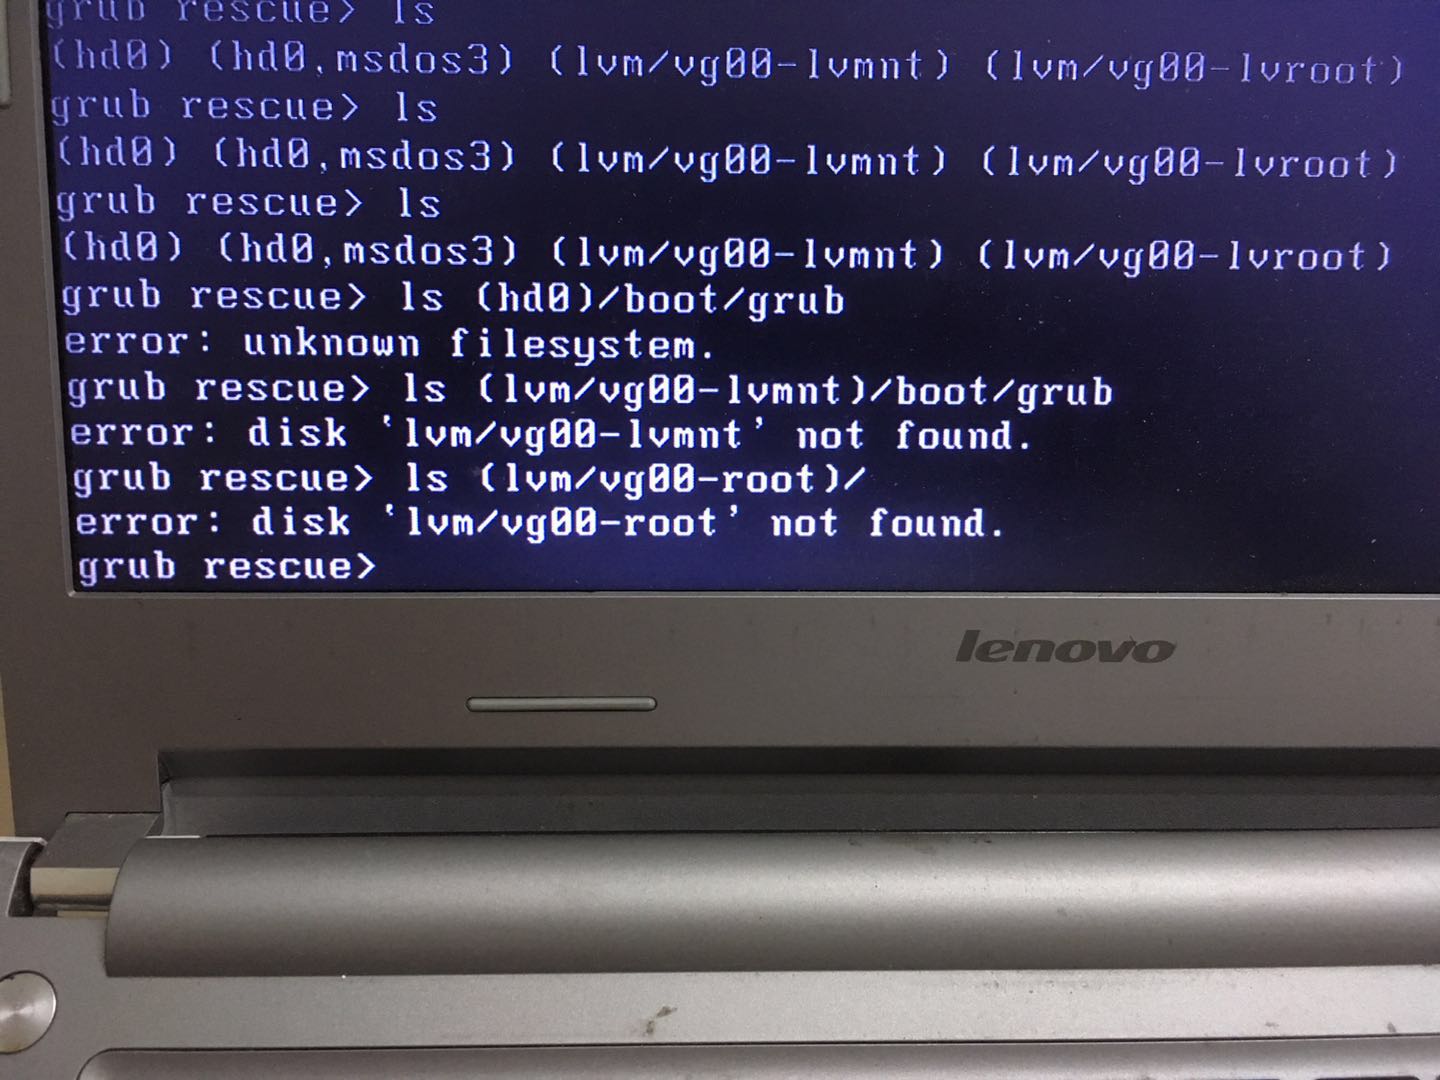 grub rescue> ls
(hd0) (hd0,msdos3) (lvm/vg00-lvmnt) (lvm/vg00-lvroot)
grub rescue> ls
(hd0) (hd0,msdos3) (lvm/vg00-lvmnt) (lvm/vg00-lvroot)
grub rescue> ls
(hd0) (hd0,msdos3) (lvm/vg00-lvmnt) (lvm/vg00-lvroot)
grub rescue> ls (hd0)/boot/grub
error: unknown filesystem.
grub rescue> ls (lvm/vg00-lvmnt)/boot/grub
error: disk `lvm/vg00-lvmnt' not found.
grub rescue> ls (lvm/vg00-root)/
error: disk `lvm/vg00-root' not found.
grub rescue>
lenovo